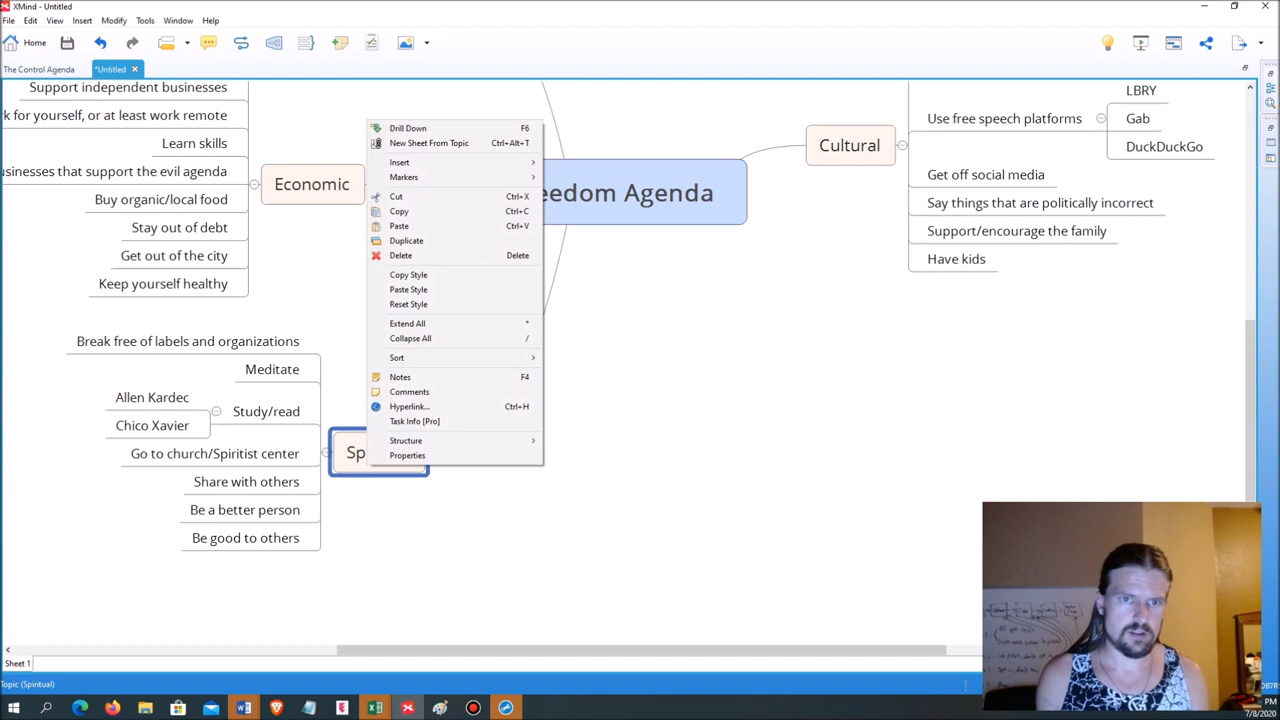 XMind - Untitled
File Edit View Insert Modify Tools Window Help
Home
The Control Agenda
*Untitled
Support independent businesses
rk for yourself, or at least work remote
Learn skills
usinesses that support the evil agenda
Buy organic/local food
Stay out of debt
Get out of the city
Keep yourself healthy
Economic
Break free of labels and organizations
Meditate
Allen Kardec
Chico Xavier
Study/read
Go to church/Spiritist center
Share with others
Be a better person
Be good to others
Sp
Drill Down F6
New Sheet From Topic Ctrl+Alt+T
Insert
Markers
Cut Ctrl+X
Copy Ctrl+C
Paste Ctrl+V
Duplicate
Delete Delete
Copy Style
Paste Style
Reset Style
Extend All *
Collapse All /
Sort
Notes F4
Comments
Hyperlink... Ctrl+H
Task Info [Pro]
Structure
Properties
eedom Agenda
Cultural
LBRY
Use free speech platforms
Gab
DuckDuckGo
Get off social media
Say things that are politically incorrect
Support/encourage the family
Have kids
Sheet 1
Topic (Spiritual)
PM
7/8/2020